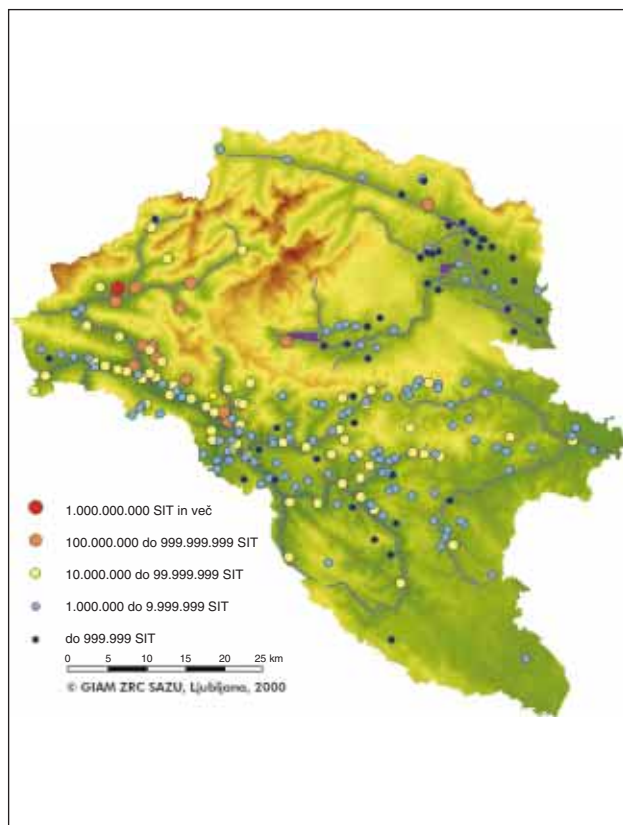 1.000.000.000 SIT in več
100.000.000 do 999.999.999 SIT
10.000.000 do 99.999.999 SIT
1.000.000 do 9.999.999 SIT
do 999.999 SIT
0 5 10 15 20 25 km
© GIAM ZRC SAZU, Ljubljana, 2000